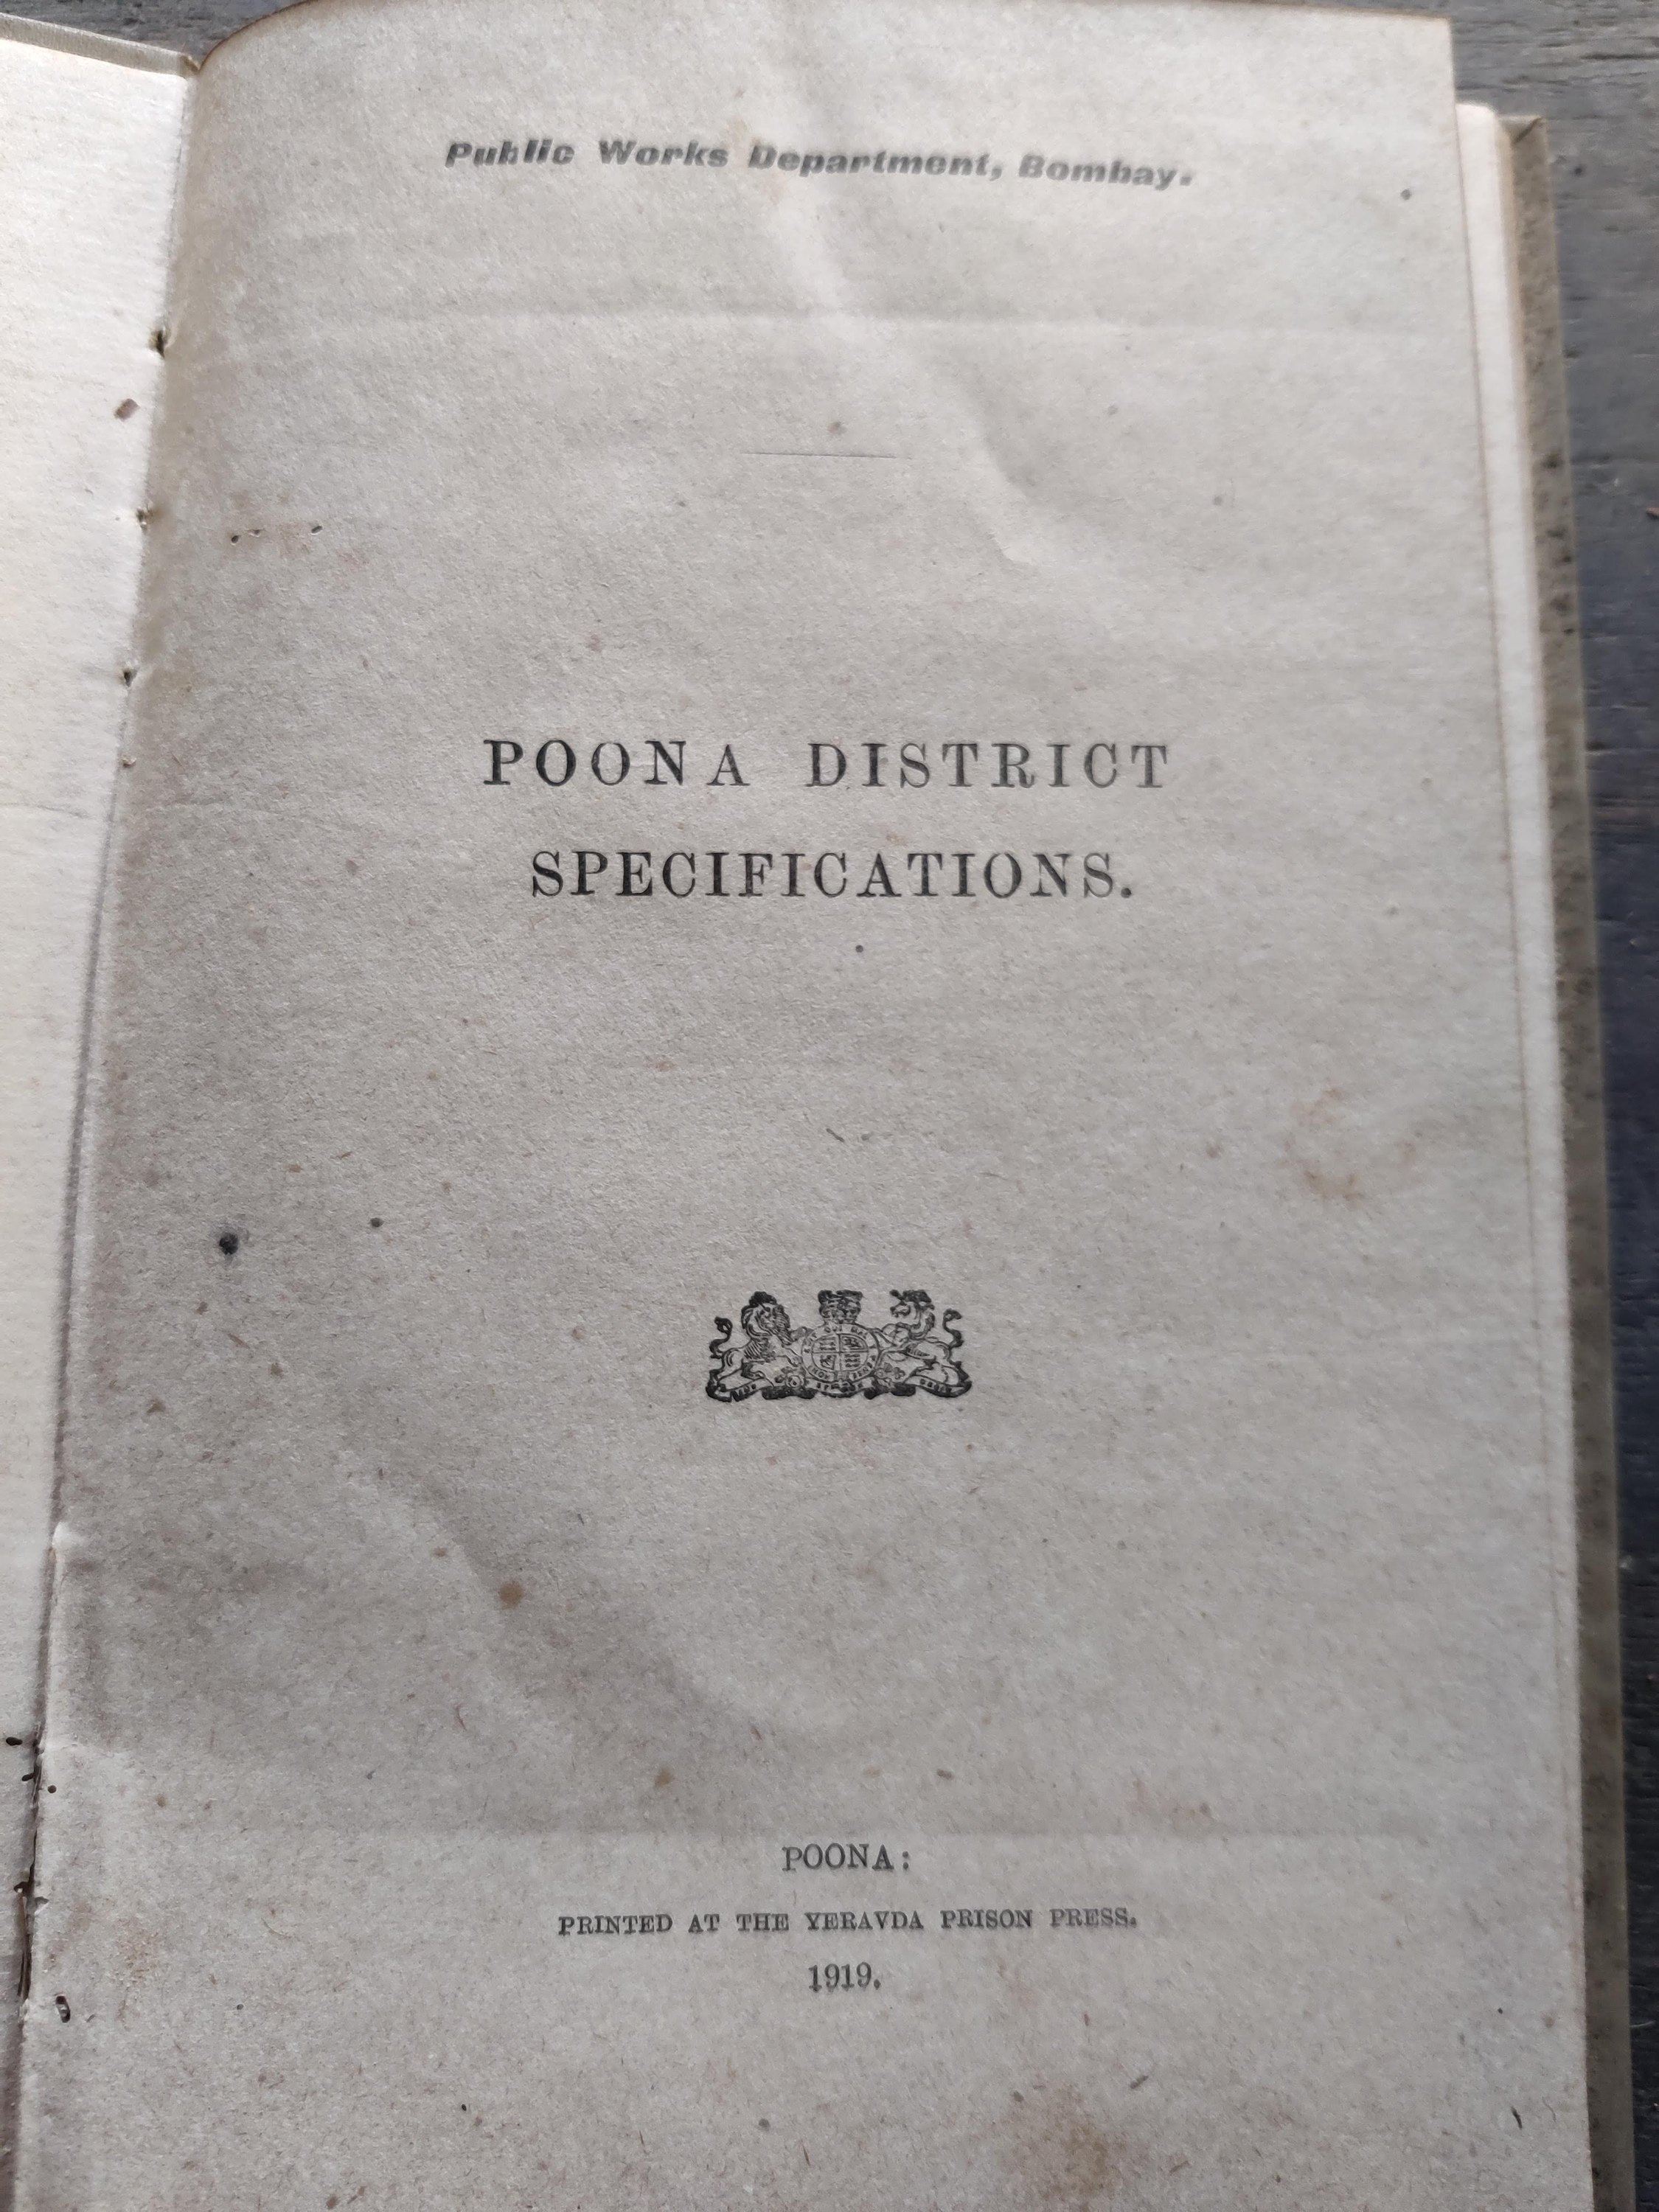 Public Works Department, Bombay.
POONA DISTRICT
SPECIFICATIONS.
POONA:
PRINTED AT THE YERAVDA PRISON PRESS.
1919.